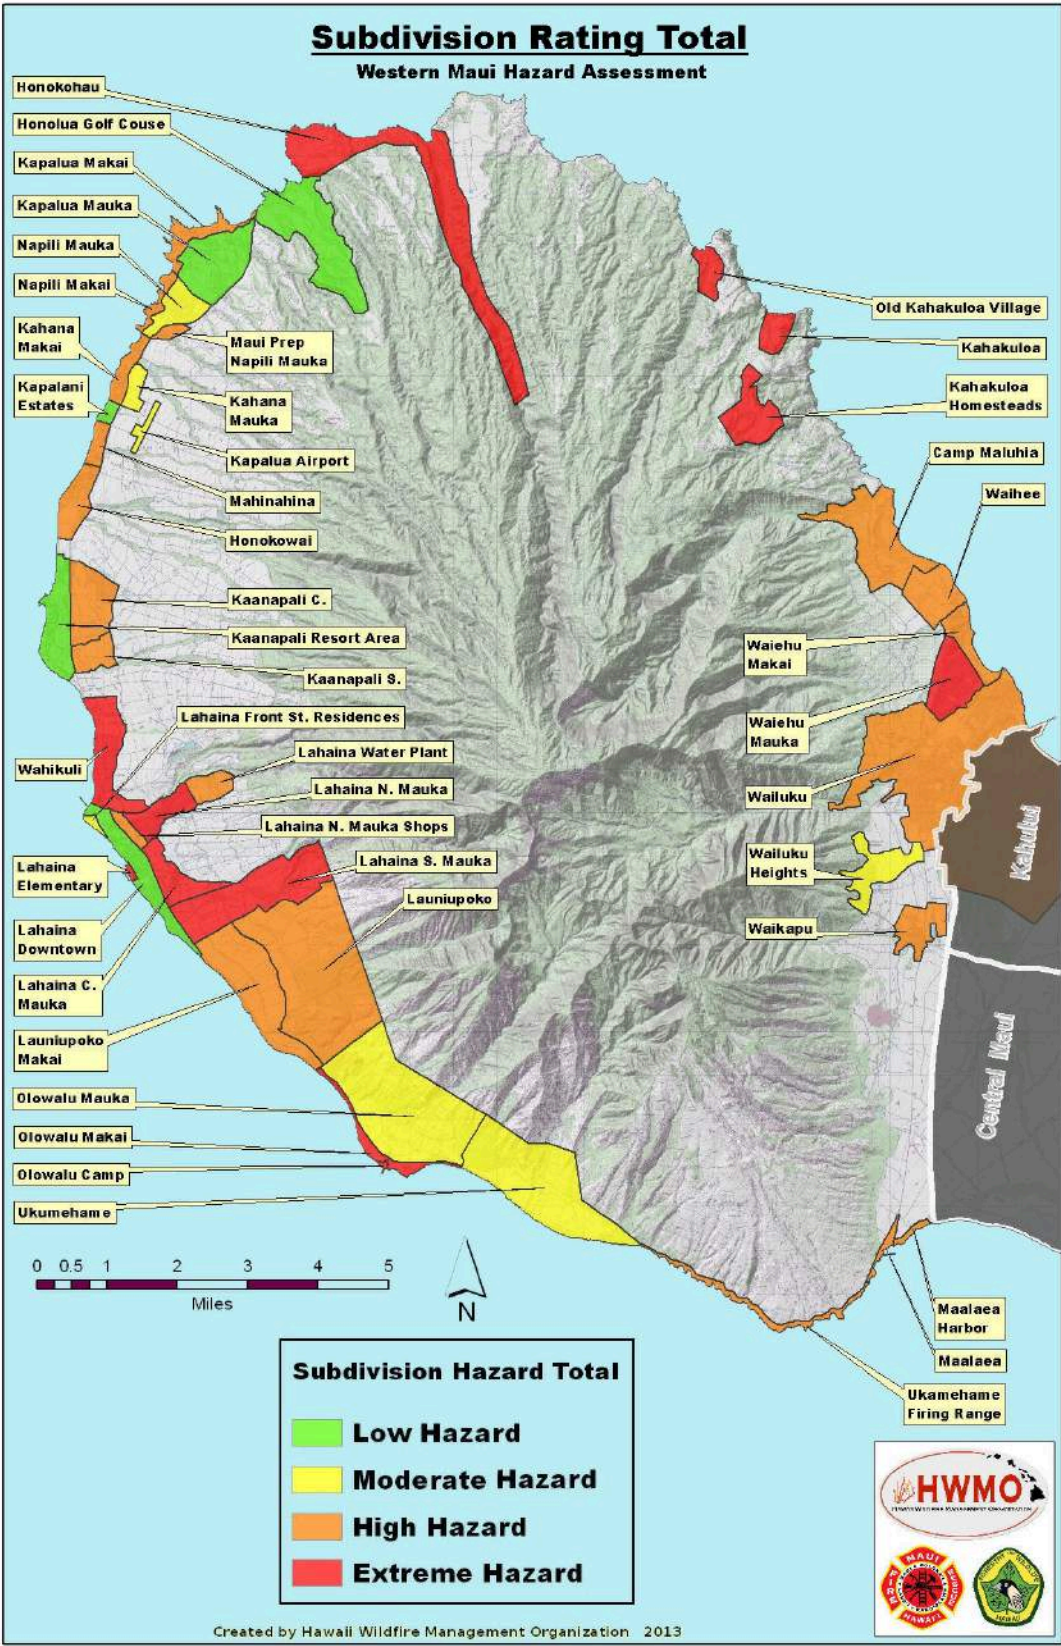 Subdivision Rating Total
Western Maui Hazard Assessment
Honokohau
Honolua Golf Couse
Kapalua Makai
Kapalua Mauka
Napili Mauka
Napili Makai
Kahana
Makai
Kapalani
Estates
Maui Prep
Napili Mauka
Kahana
Mauka
Kapalua Airport
Mahinahina
Honokowai
Kaanapali C.
Kaanapali Resort Area
Kaanapali S.
Lahaina Front St. Residences
Lahaina Water Plant
Wahikuli
Lahaina N. Mauka
Lahaina N. Mauka Shops
Lahaina S. Mauka
Lahaina
Elementary
Launiupoko
Lahaina
Downtown
Lahaina C.
Mauka
Launiupoko
Makai
Olowalu Mauka
Olowalu Makai
Olowalu Camp
Ukumehame
Old Kahakuloa Village
Kahakuloa
Kahakuloa
Homesteads
Camp Maluhia
Waihee
Waiehu
Makai
Waiehu
Mauka
Wailuku
Wailuku
Heights
Waikapu
Kahului
Central Maui
Maalaea
Harbor
Maalaea
Ukamehame
Firing Range
0 0.5 1 2 3 4 5
Miles
N
Subdivision Hazard Total
Low Hazard
Moderate Hazard
High Hazard
Extreme Hazard
HWMO
MAUI
FIRE
HAWAII
Created by Hawaii Wildfire Management Organization 2013